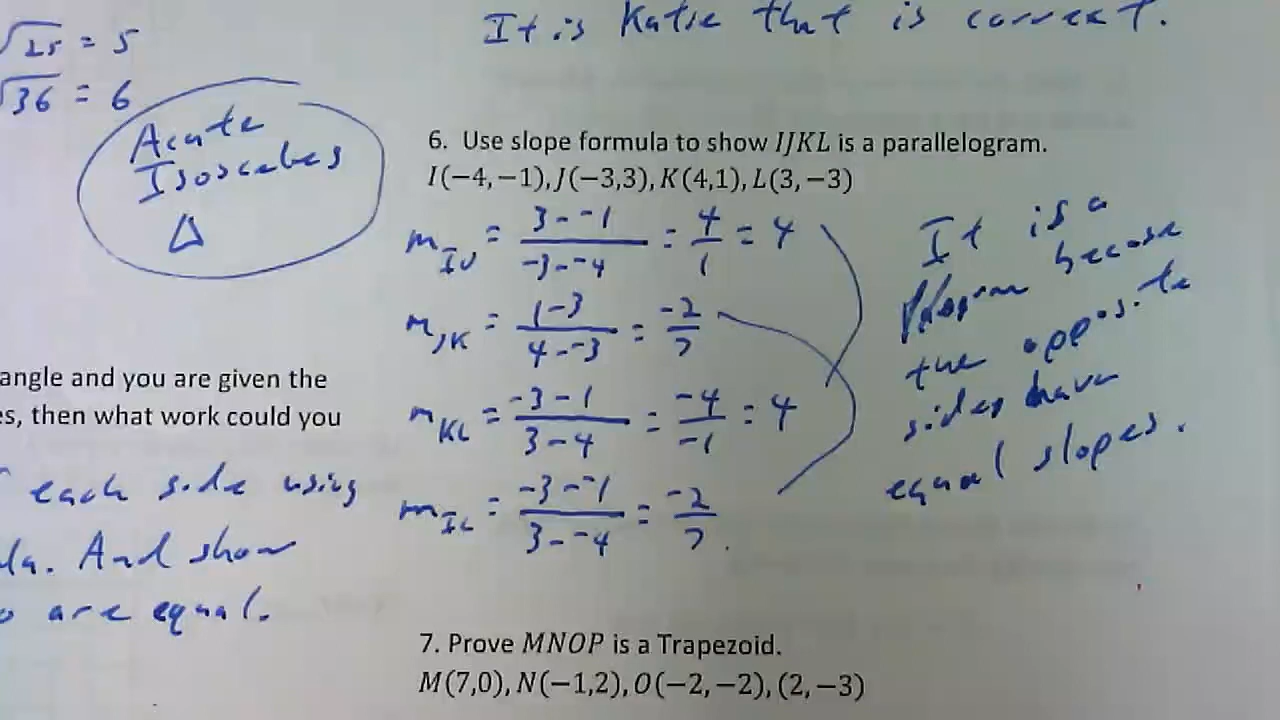 It is Katie that is correct.
√25 = 5
√36 = 6
Acute
Isosceles
Δ
6. Use slope formula to show IJKL is a parallelogram.
I(−4,−1), J(−3,3), K(4,1), L(3,−3)
m_IJ = (3--1)/(-3--4) = 4/1 = 4
m_JK = (1-3)/(4--3) = -2/7
m_KL = (-3-1)/(3-4) = -4/-1 = 4
m_IL = (-3--1)/(3--4) = -2/7.
It is a
because
the opposite
sides have
equal slopes.
angle and you are given the
es, then what work could you
each side using
la. And show
o are equal.
7. Prove MNOP is a Trapezoid.
M(7,0), N(−1,2), O(−2,−2), (2,−3)